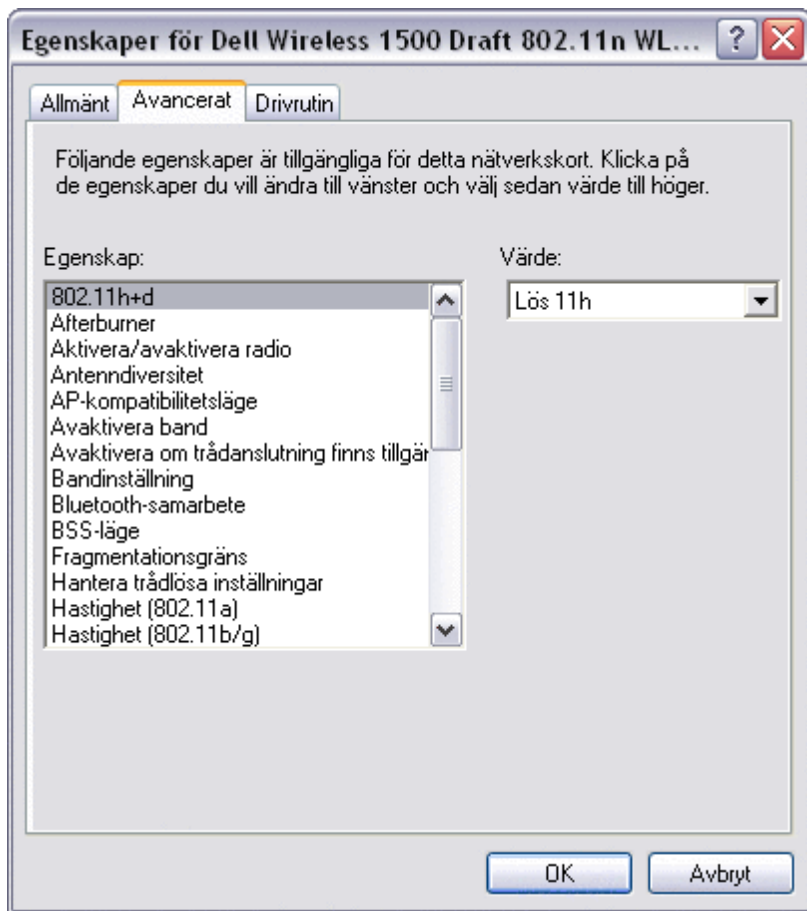 Egenskaper för Dell Wireless 1500 Draft 802.11n WL...
Allmänt
Avancerat
Drivrutin
Följande egenskaper är tillgängliga för detta nätverkskort. Klicka på
de egenskaper du vill ändra till vänster och välj sedan värde till höger.
Egenskap:
802.11h+d
Afterburner
Aktivera/avaktivera radio
Antenndiversitet
AP-kompatibilitetsläge
Avaktivera band
Avaktivera om trådanslutning finns tillgär
Bandinställning
Bluetooth-samarbete
BSS-läge
Fragmentationsgräns
Hantera trådlösa inställningar
Hastighet (802.11a)
Hastighet (802.11b/g)
Värde:
Lös 11h
OK
Avbryt